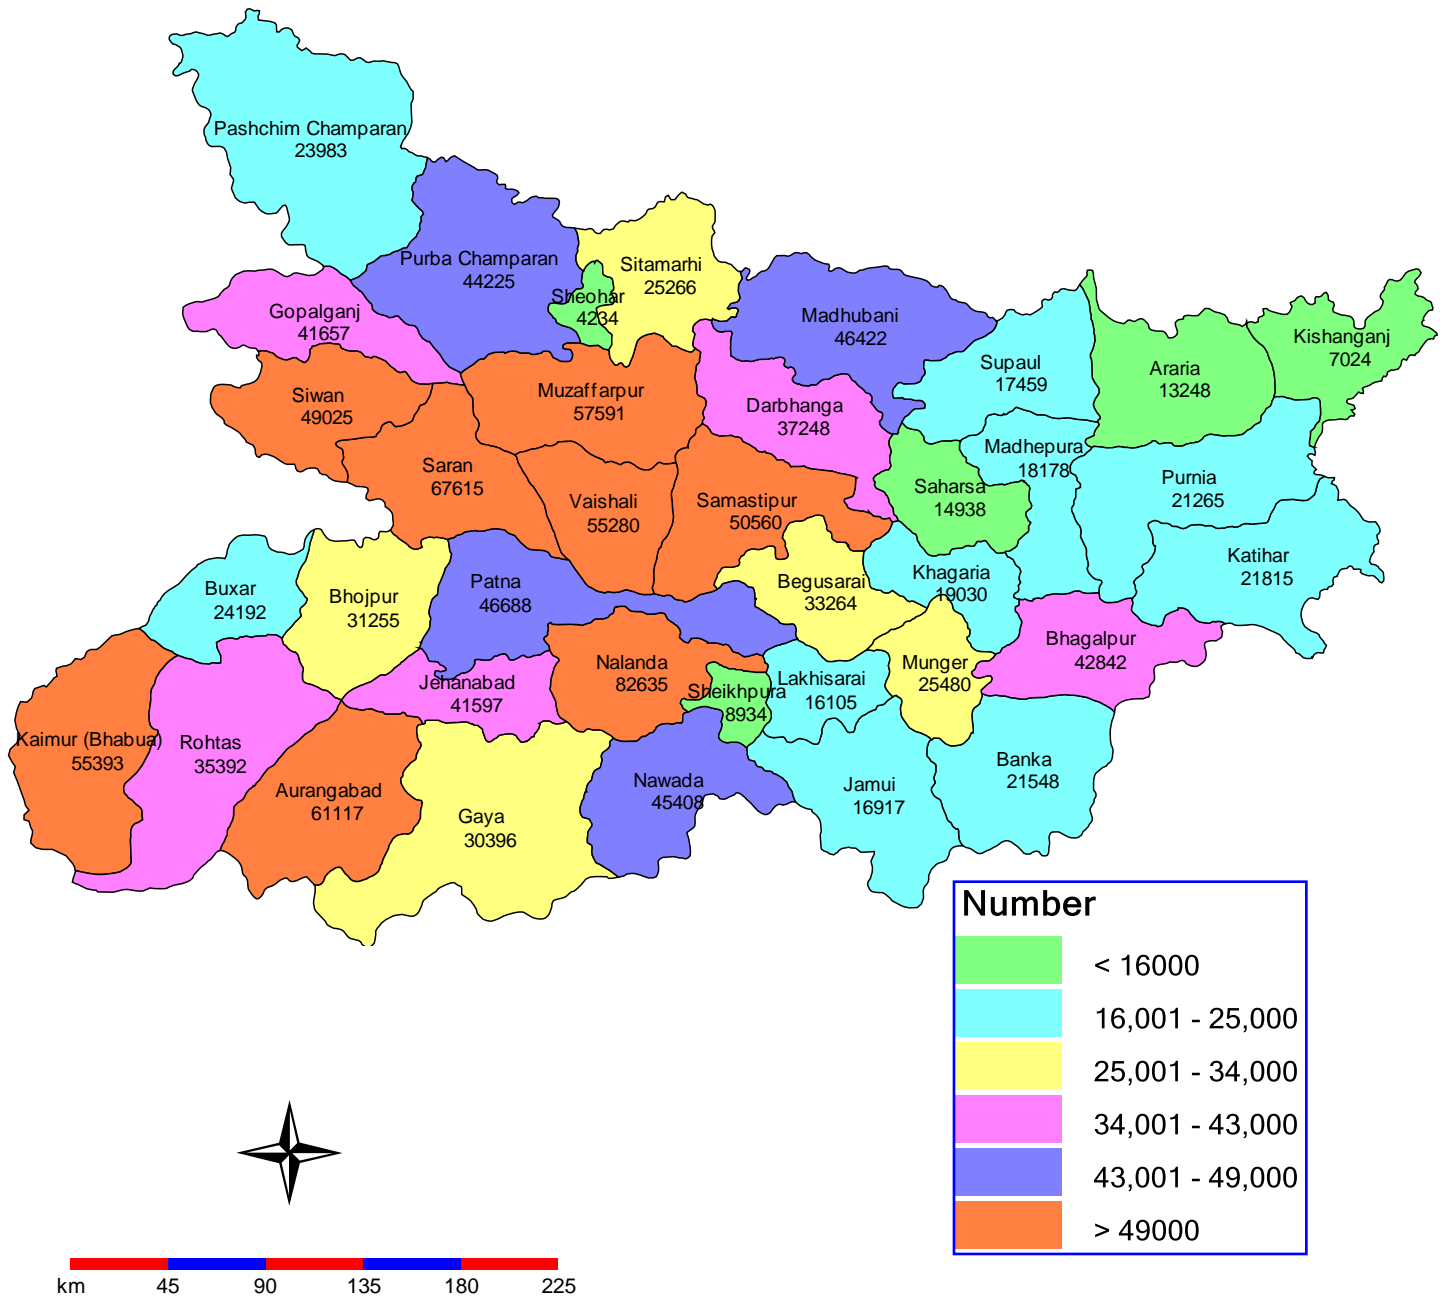 Pashchim Champaran
23983
Purba Champaran
44225
Sitamarhi
25266
Sheohar
4234
Gopalganj
41657
Madhubani
46422
Kishanganj
7024
Supaul
17459
Araria
13248
Siwan
49025
Muzaffarpur
57591
Darbhanga
37248
Madhepura
18178
Saran
67615
Vaishali
55280
Samastipur
50560
Saharsa
14938
Purnia
21265
Katihar
21815
Buxar
24192
Bhojpur
31255
Patna
46688
Begusarai
33264
Khagaria
19030
Bhagalpur
42842
Nalanda
82635
Munger
25480
Jehanabad
41597
Sheikhpura
8934
Lakhisarai
16105
Kaimur (Bhabua)
55393
Rohtas
35392
Aurangabad
61117
Gaya
30396
Nawada
45408
Jamui
16917
Banka
21548
Number
< 16000
16,001 - 25,000
25,001 - 34,000
34,001 - 43,000
43,001 - 49,000
> 49000
km 45 90 135 180 225